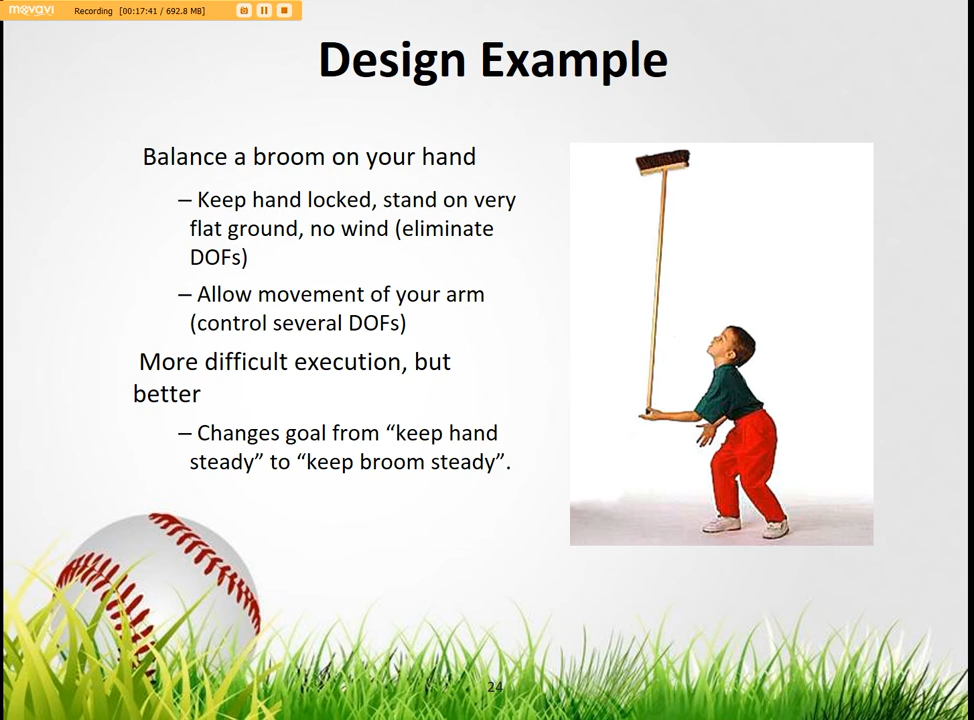 movavi Recording [00:17:41 / 692.8 MB]
Design Example
Balance a broom on your hand
– Keep hand locked, stand on very
flat ground, no wind (eliminate
DOFs)
– Allow movement of your arm
(control several DOFs)
More difficult execution, but
better
– Changes goal from “keep hand
steady” to “keep broom steady”.
24